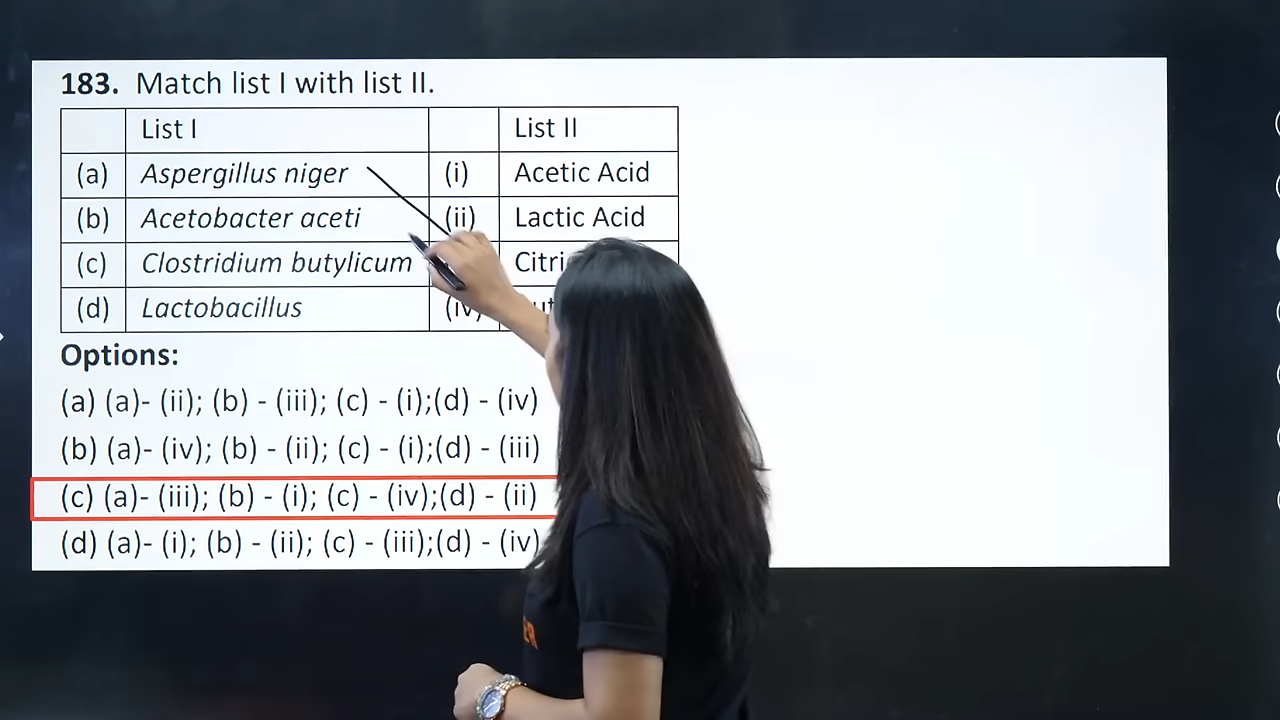 183. Match list I with list II.
List I List II
(a) Aspergillus niger (i) Acetic Acid
(b) Acetobacter aceti (ii) Lactic Acid
(c) Clostridium butylicum
(d) Lactobacillus (iv)
Options:
(a) (a)- (ii); (b) - (iii); (c) - (i);(d) - (iv)
(b) (a)- (iv); (b) - (ii); (c) - (i);(d) - (iii)
(c) (a)- (iii); (b) - (i); (c) - (iv);(d) - (ii)
(d) (a)- (i); (b) - (ii); (c) - (iii);(d) - (iv)